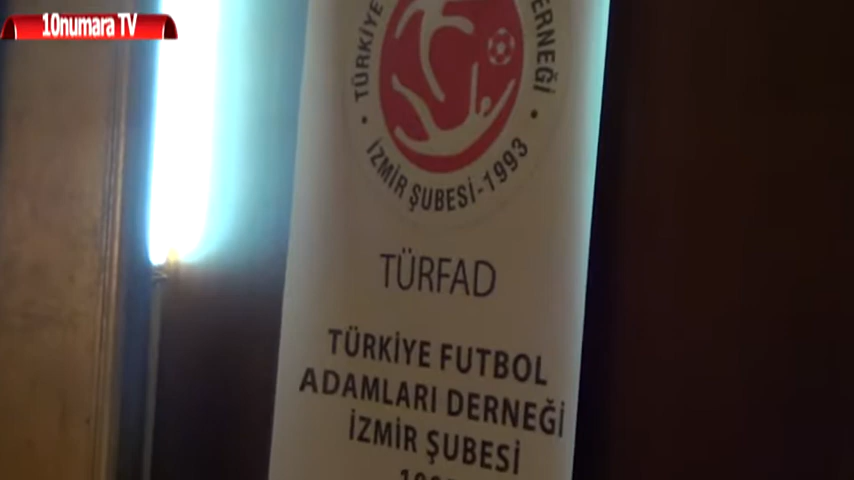 10numara TV
TÜRKİYE
DERNEĞİ
İZMİR ŞUBESİ-1993
TÜRFAD
TÜRKİYE FUTBOL
ADAMLARI DERNEĞİ
İZMİR ŞUBESİ